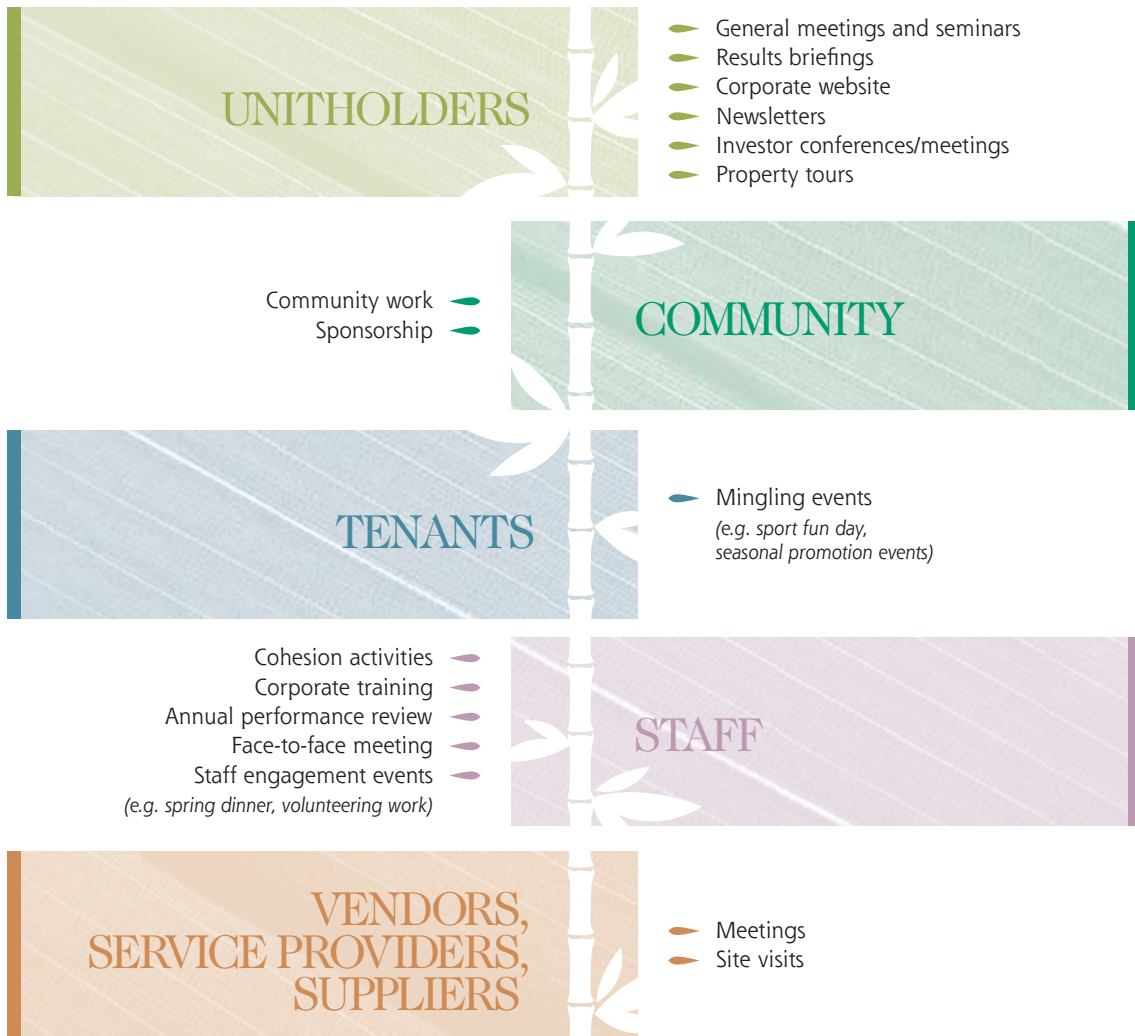 UNITHOLDERS
General meetings and seminars
Results briefings
Corporate website
Newsletters
Investor conferences/meetings
Property tours
Community work
Sponsorship
COMMUNITY
TENANTS
Mingling events
(e.g. sport fun day,
seasonal promotion events)
Cohesion activities
Corporate training
Annual performance review
Face-to-face meeting
Staff engagement events
(e.g. spring dinner, volunteering work)
STAFF
VENDORS,
SERVICE PROVIDERS,
SUPPLIERS
Meetings
Site visits